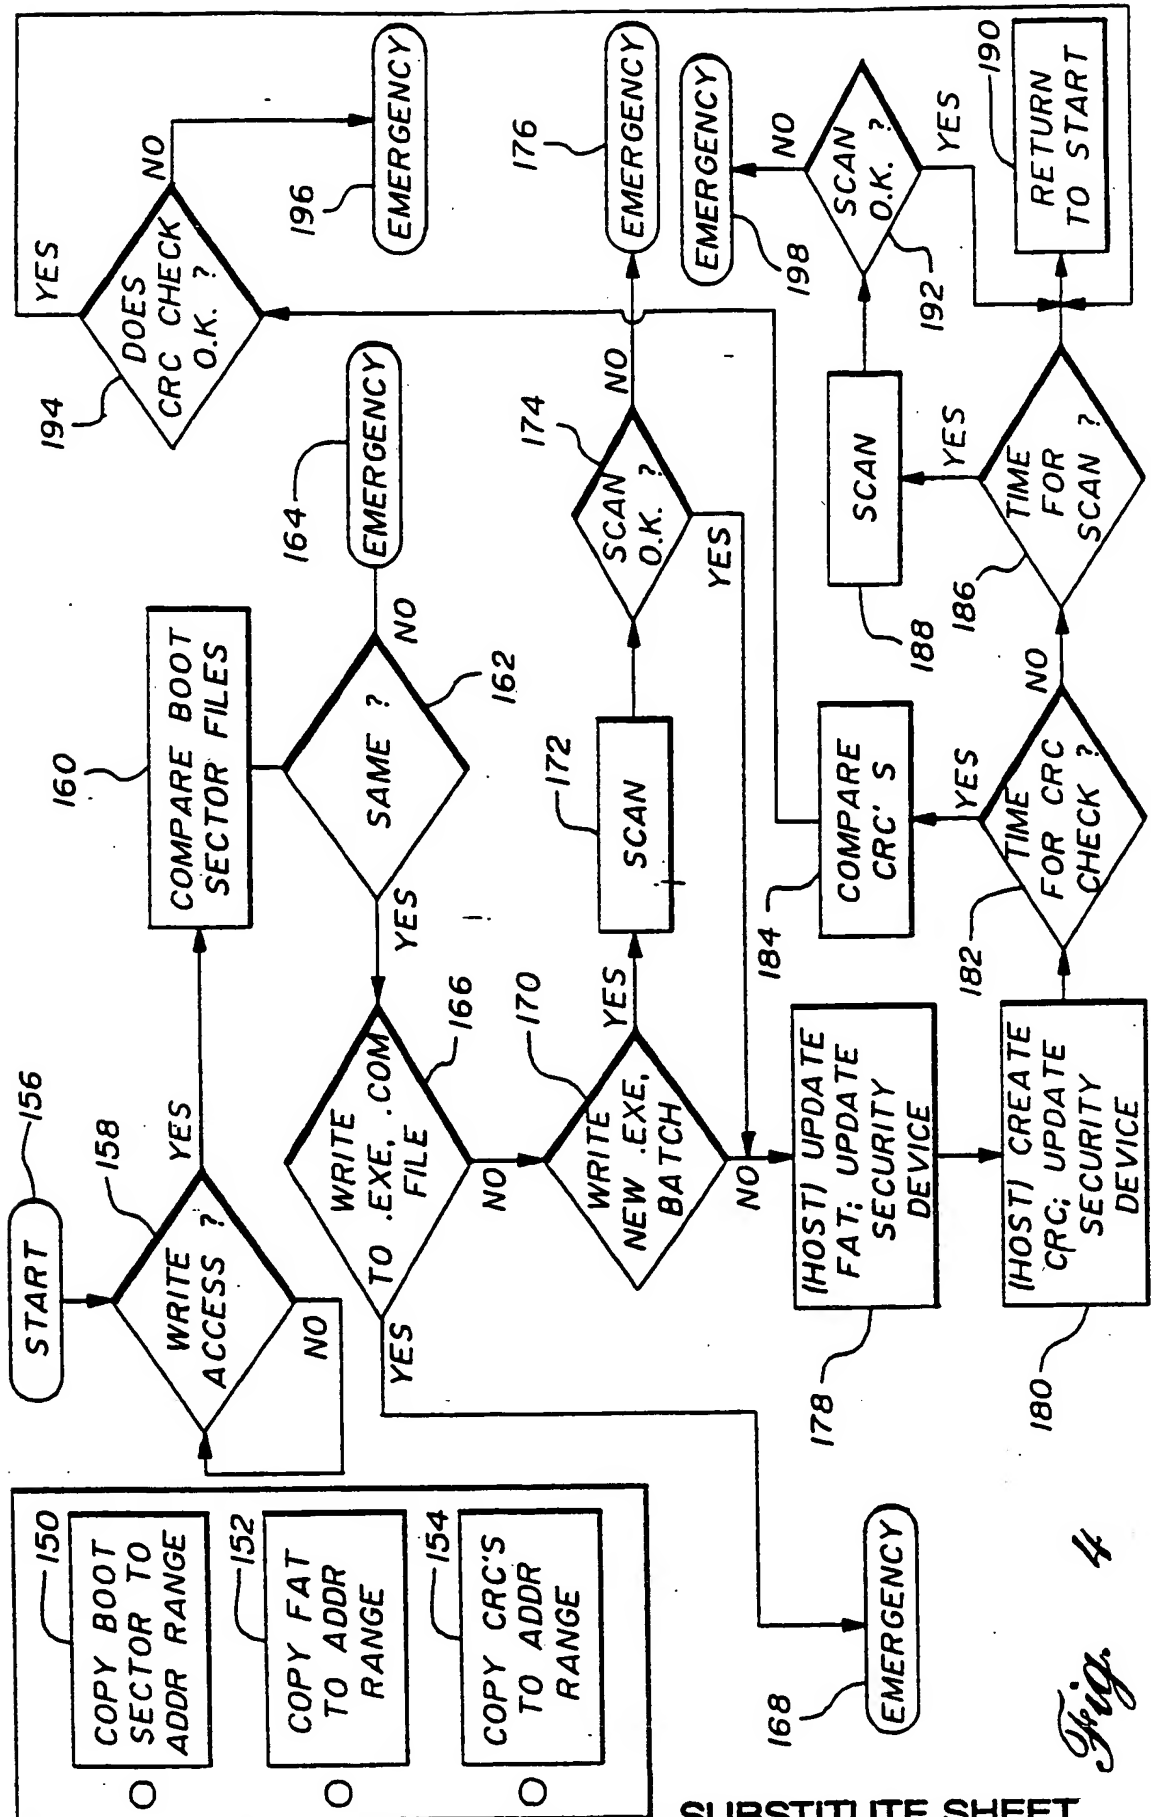 150
COPY BOOT
SECTOR TO
ADDR RANGE
152
COPY FAT
TO ADDR
RANGE
154
COPY CRC'S
TO ADDR
RANGE
START
156
WRITE
ACCESS ?
158
YES
NO
160
COMPARE BOOT
SECTOR FILES
SAME ?
162
NO
YES
164
EMERGENCY
WRITE
TO .EXE, .COM
FILE
166
YES
NO
168
EMERGENCY
170
WRITE
NEW .EXE,
BATCH
YES
NO
172
SCAN
174
SCAN
O.K. ?
NO
YES
176
EMERGENCY
(HOST) UPDATE
FAT; UPDATE
SECURITY
DEVICE
178
(HOST) CREATE
CRC; UPDATE
SECURITY
DEVICE
180
182
TIME
FOR CRC
CHECK ?
YES
NO
184
COMPARE
CRC'S
186
TIME
FOR
SCAN ?
YES
188
SCAN
SCAN
O.K. ?
192
NO
YES
198
EMERGENCY
190
RETURN
TO START
194
DOES
CRC CHECK
O.K. ?
YES
NO
196
EMERGENCY
Fig. 4
SUBSTITUTE SHEET